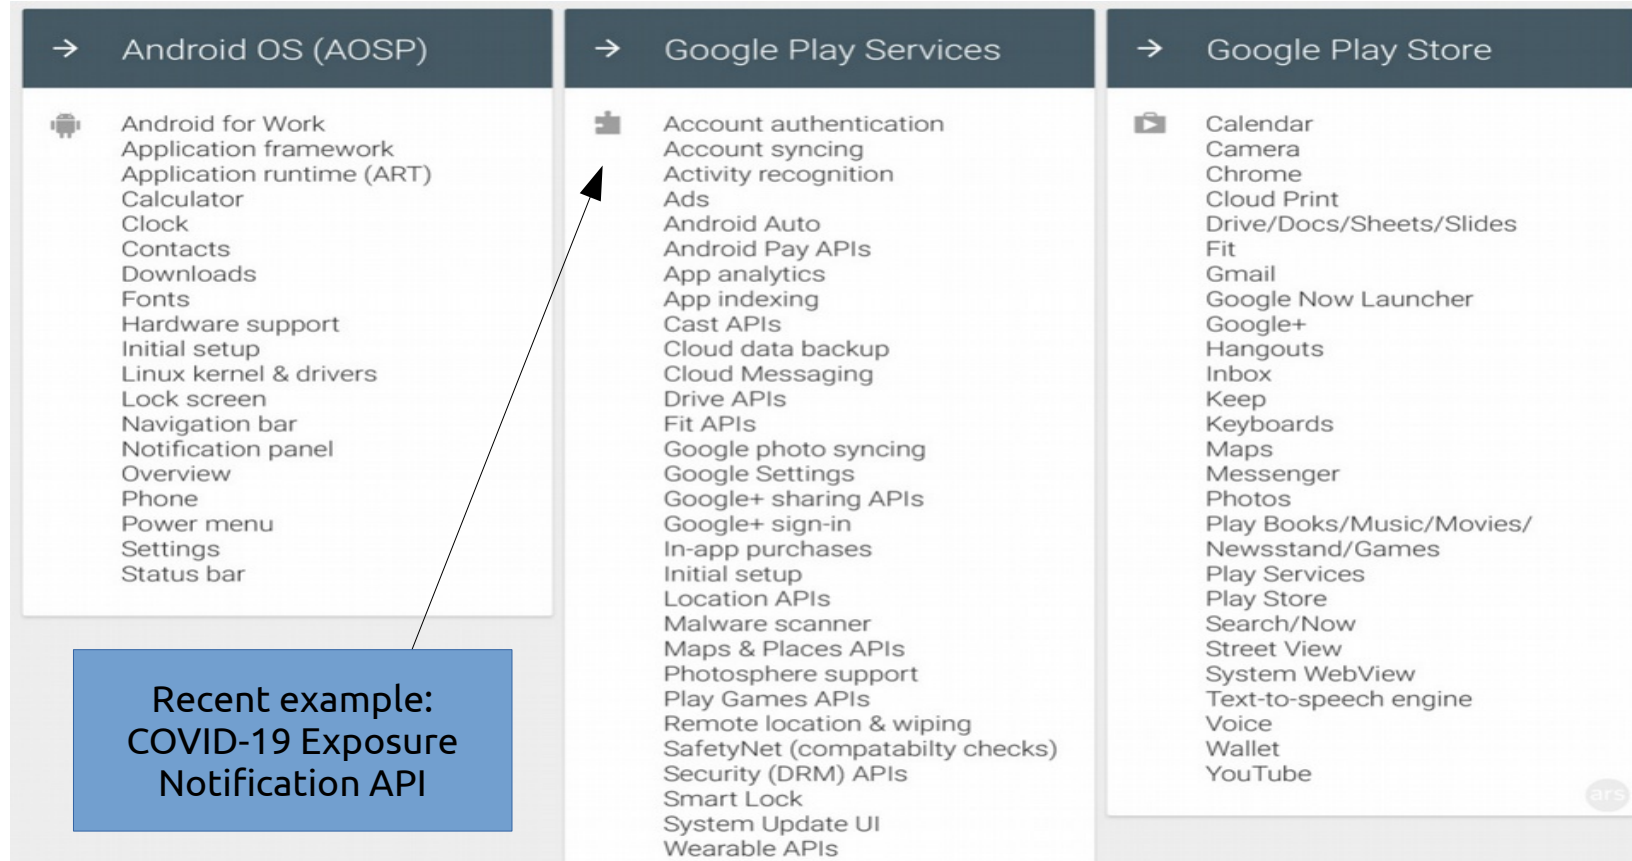 Android OS (AOSP)
Android for Work
Application framework
Application runtime (ART)
Calculator
Clock
Contacts
Downloads
Fonts
Hardware support
Initial setup
Linux kernel & drivers
Lock screen
Navigation bar
Notification panel
Overview
Phone
Power menu
Settings
Status bar
Recent example:
COVID-19 Exposure
Notification API
Google Play Services
Account authentication
Account syncing
Activity recognition
Ads
Android Auto
Android Pay APIs
App analytics
App indexing
Cast APIs
Cloud data backup
Cloud Messaging
Drive APIs
Fit APIs
Google photo syncing
Google Settings
Google+ sharing APIs
Google+ sign-in
In-app purchases
Initial setup
Location APIs
Malware scanner
Maps & Places APIs
Photosphere support
Play Games APIs
Remote location & wiping
SafetyNet (compatabilty checks)
Security (DRM) APIs
Smart Lock
System Update UI
Wearable APIs
Google Play Store
Calendar
Camera
Chrome
Cloud Print
Drive/Docs/Sheets/Slides
Fit
Gmail
Google Now Launcher
Google+
Hangouts
Inbox
Keep
Keyboards
Maps
Messenger
Photos
Play Books/Music/Movies/
Newsstand/Games
Play Services
Play Store
Search/Now
Street View
System WebView
Text-to-speech engine
Voice
Wallet
YouTube
ars